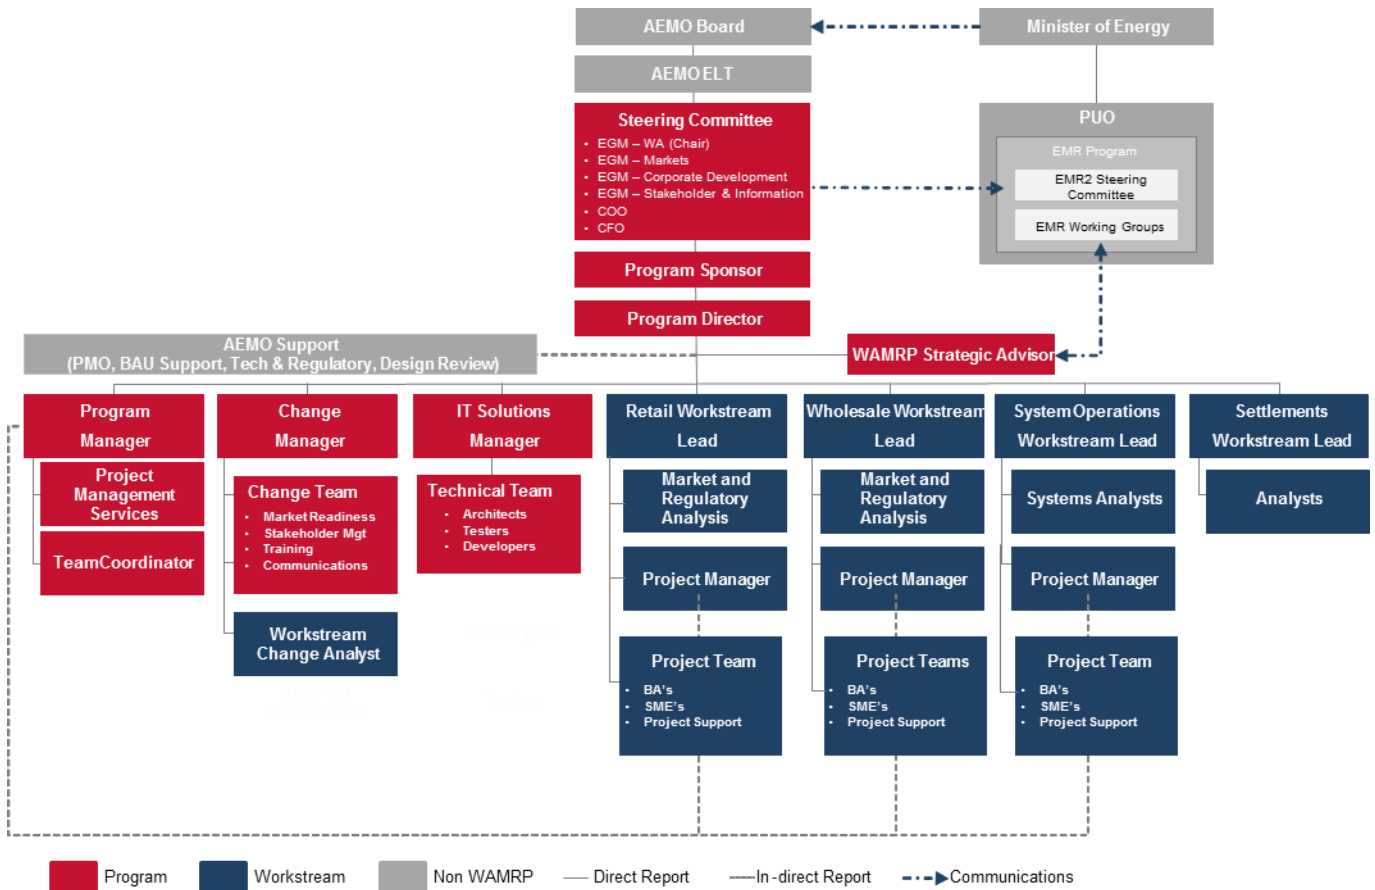 AEMO Board
Minister of Energy
AEMO ELT
Steering Committee
• EGM – WA (Chair)
• EGM – Markets
• EGM – Corporate Development
• EGM – Stakeholder & Information
• COO
• CFO
PUO
EMR Program
EMR2 Steering
Committee
EMR Working Groups
Program Sponsor
Program Director
AEMO Support
(PMO, BAU Support, Tech & Regulatory, Design Review)
WAMRP Strategic Advisor
Program
Manager
Change
Manager
IT Solutions
Manager
Retail Workstream
Lead
Wholesale Workstream
Lead
System Operations
Workstream Lead
Settlements
Workstream Lead
Project
Management
Services
TeamCoordinator
Change Team
• Market Readiness
• Stakeholder Mgt
• Training
• Communications
Workstream
Change Analyst
Technical Team
• Architects
• Testers
• Developers
Market and
Regulatory
Analysis
Project Manager
Project Team
• BA's
• SME's
• Project Support
Market and
Regulatory
Analysis
Project Manager
Project Teams
• BA's
• SME's
• Project Support
Systems Analysts
Project Manager
Project Team
• BA's
• SME's
• Project Support
Analysts
Program
Workstream
Non WAMRP
Direct Report
In-direct Report
Communications